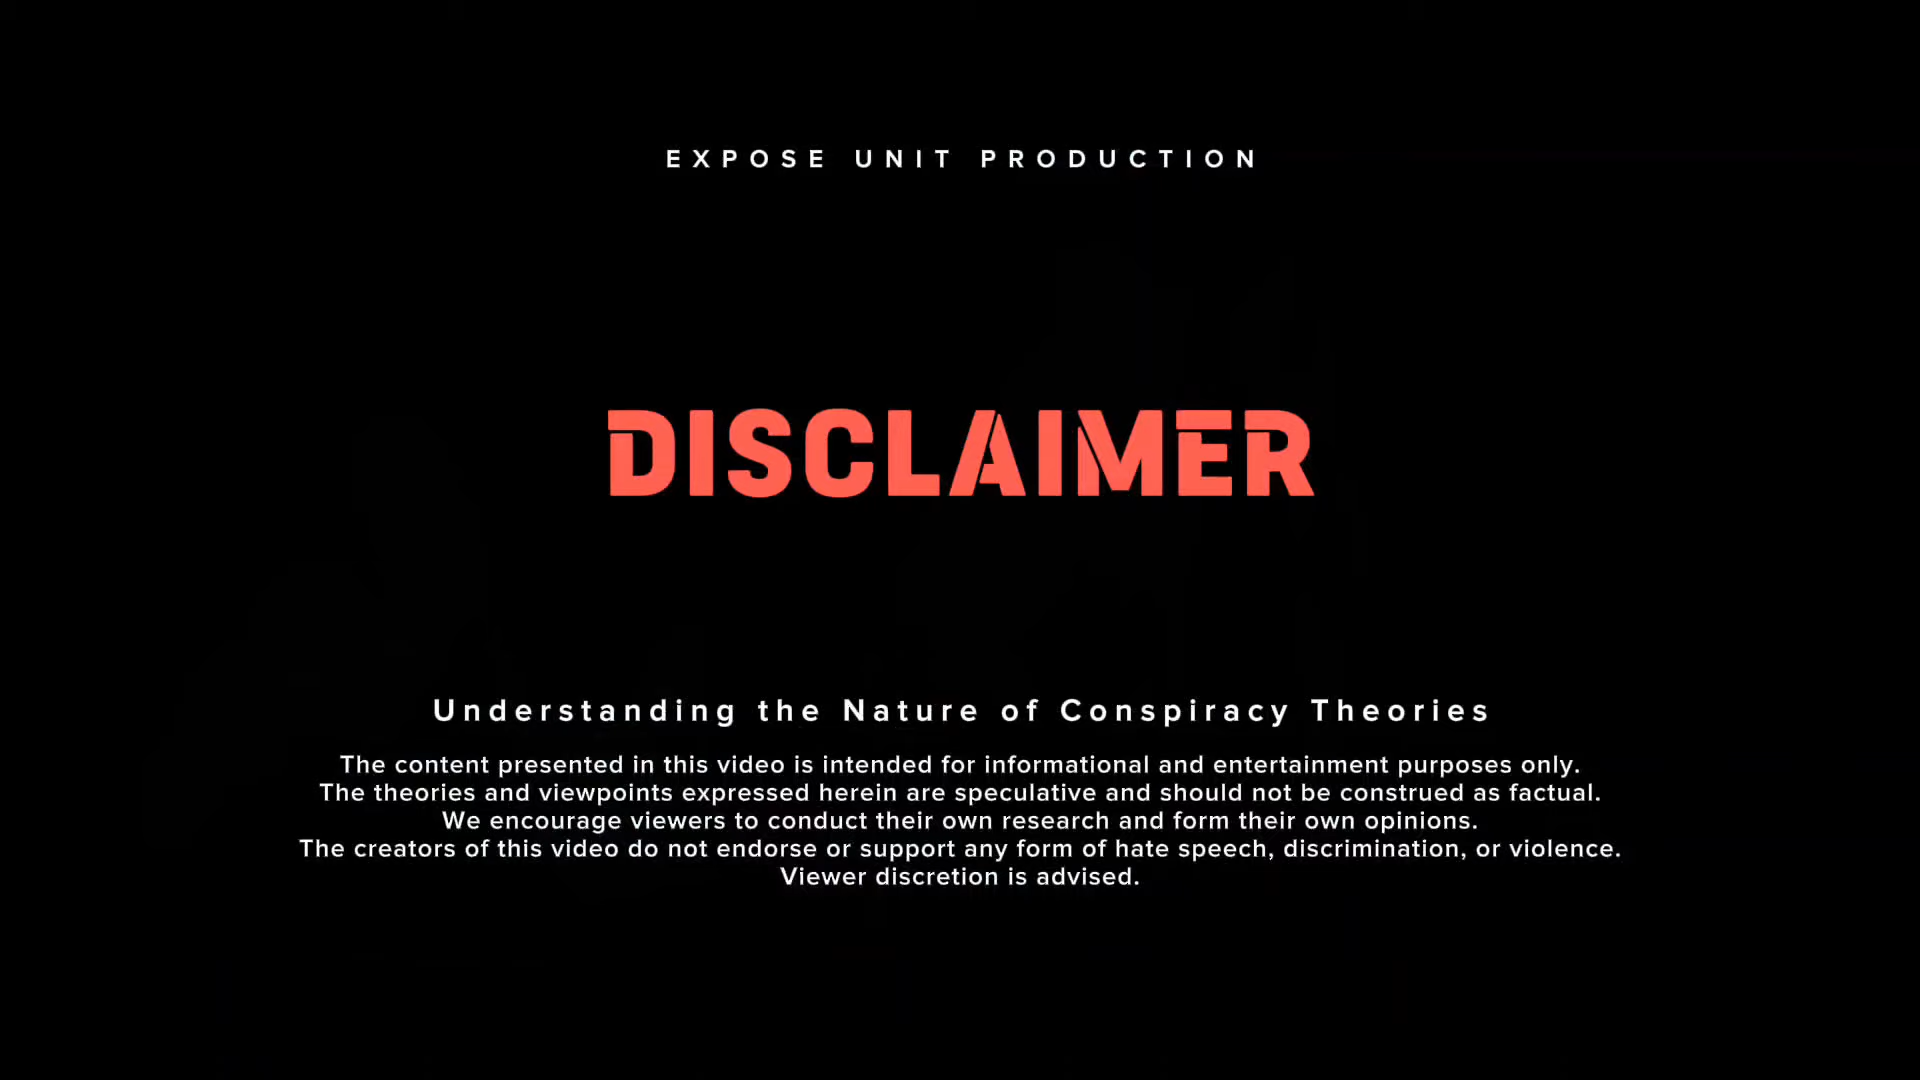 EXPOSE UNIT PRODUCTION
DISCLAIMER
Understanding the Nature of Conspiracy Theories
The content presented in this video is intended for informational and entertainment purposes only.
The theories and viewpoints expressed herein are speculative and should not be construed as factual.
We encourage viewers to conduct their own research and form their own opinions.
The creators of this video do not endorse or support any form of hate speech, discrimination, or violence.
Viewer discretion is advised.